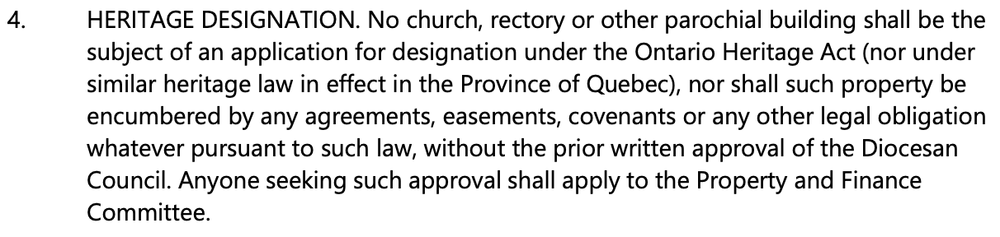 4. HERITAGE DESIGNATION. No church, rectory or other parochial building shall be the
subject of an application for designation under the Ontario Heritage Act (nor under
similar heritage law in effect in the Province of Quebec), nor shall such property be
encumbered by any agreements, easements, covenants or any other legal obligation
whatever pursuant to such law, without the prior written approval of the Diocesan
Council. Anyone seeking such approval shall apply to the Property and Finance
Committee.